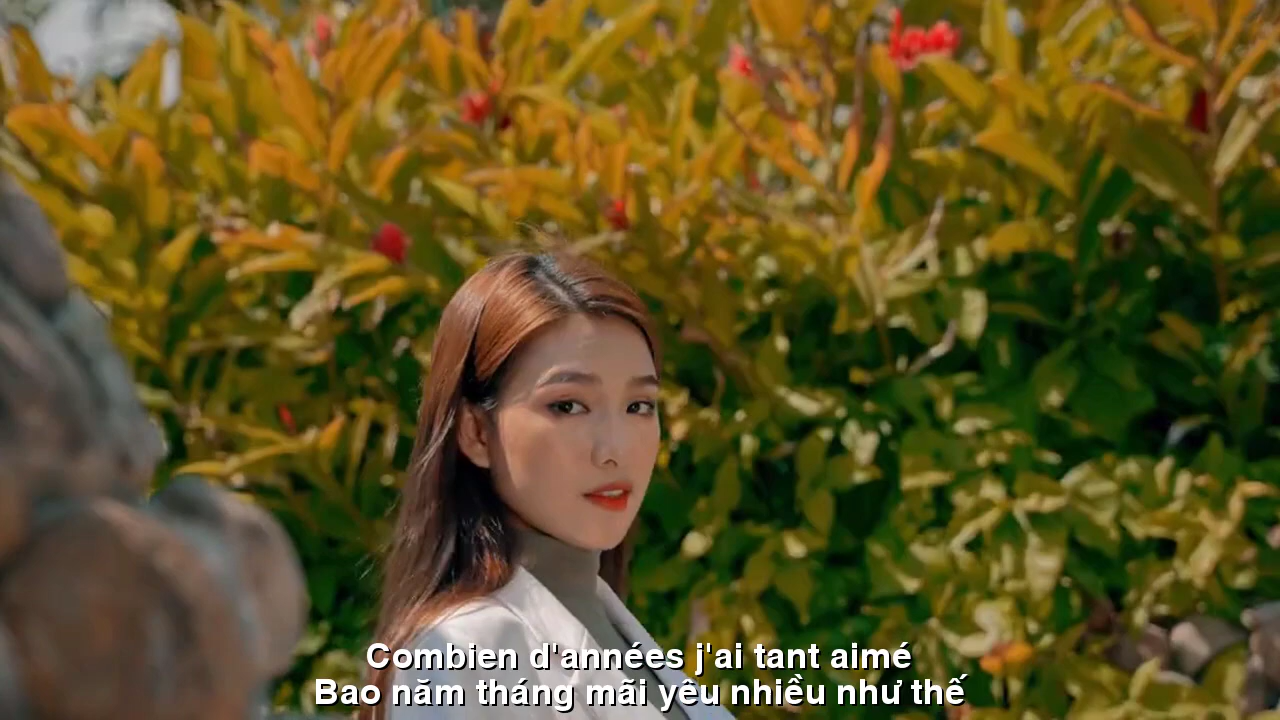 Combien d'années j'ai tant aimé
Bao năm tháng mãi yêu nhiều như thế